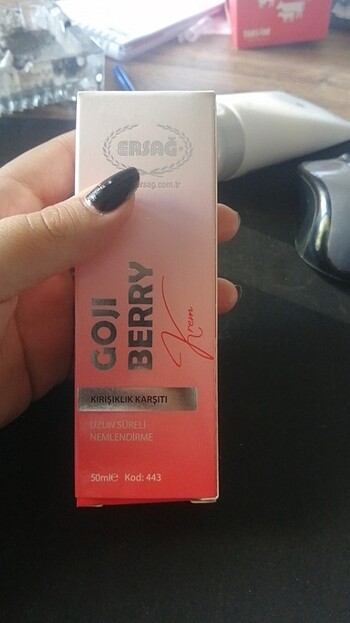 ERSAĞ
ersag.com.tr
GOJI
BERRY
Krem
KIRIŞIKLIK KARŞITI
UZUN SÜRELİ
NEMLENDİRME
50ml℮ Kod: 443